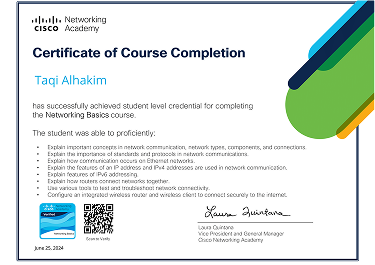 Networking
CISCO Academy
Certificate of Course Completion
Taqi Alhakim
has successfully achieved student level credential for completing
the Networking Basics course.
The student was able to proficiently:
• Explain important concepts in network communication, network types, components, and connections.
• Explain the importance of standards and protocols in network communications.
• Explain how communication occurs on Ethernet networks.
• Explain the features of an IP address and IPv4 addresses are used in network communication.
• Explain features of IPv6 addressing.
• Explain how routers connect networks together.
• Use various tools to test and troubleshoot network connectivity.
• Configure an integrated wireless router and wireless client to connect securely to the internet.
Verified
Scan to Verify
Laura Quintana
Laura Quintana
Vice President and General Manager
Cisco Networking Academy
June 25, 2024